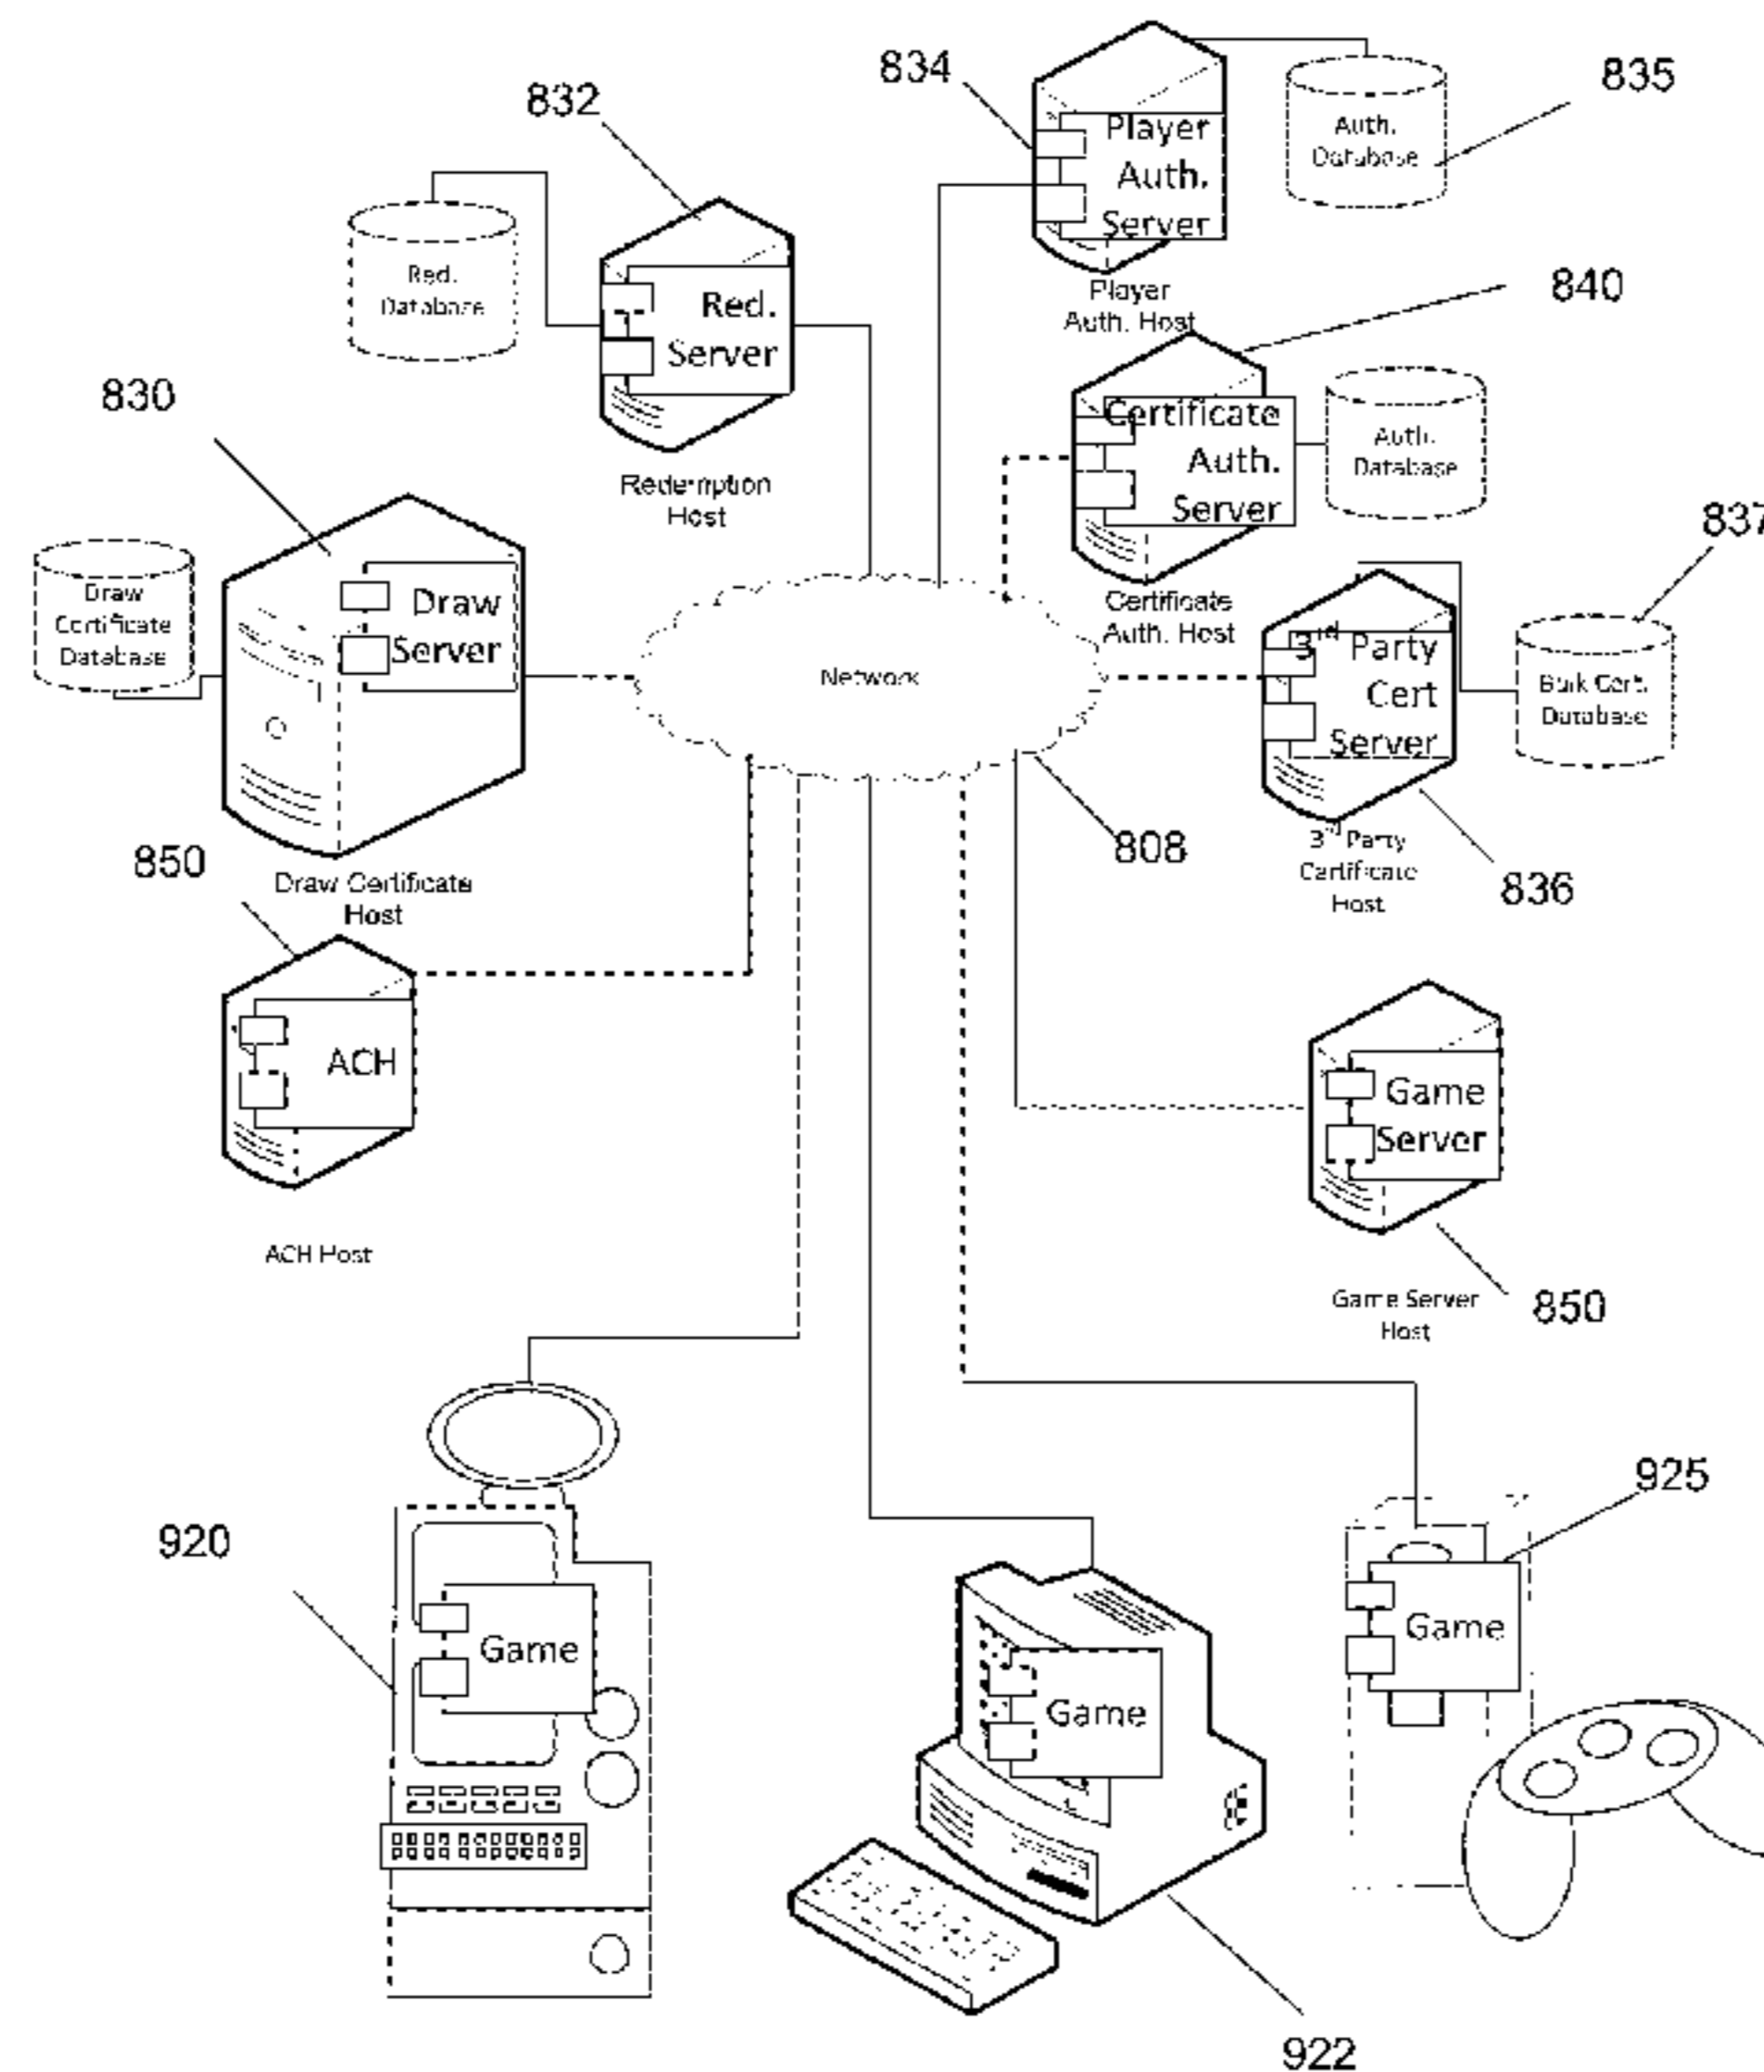 834
835
Player
Auth.
Server
Auth.
Database
832
Player
Auth. Host
840
Red.
Database
Red.
Server
Certificate
Auth.
Server
Auth.
Database
830
Redemption
Host
837
Draw
Certificate
Database
Draw
Server
Network
Certificate
Auth. Host
3rd Party
Cert
Server
Bulk Cert.
Database
808
850
Draw Certificate
Host
3rd Party
Certificate
Host
836
ACH
Game
Server
ACH Host
Game Server
Host
850
925
920
Game
Game
Game
922